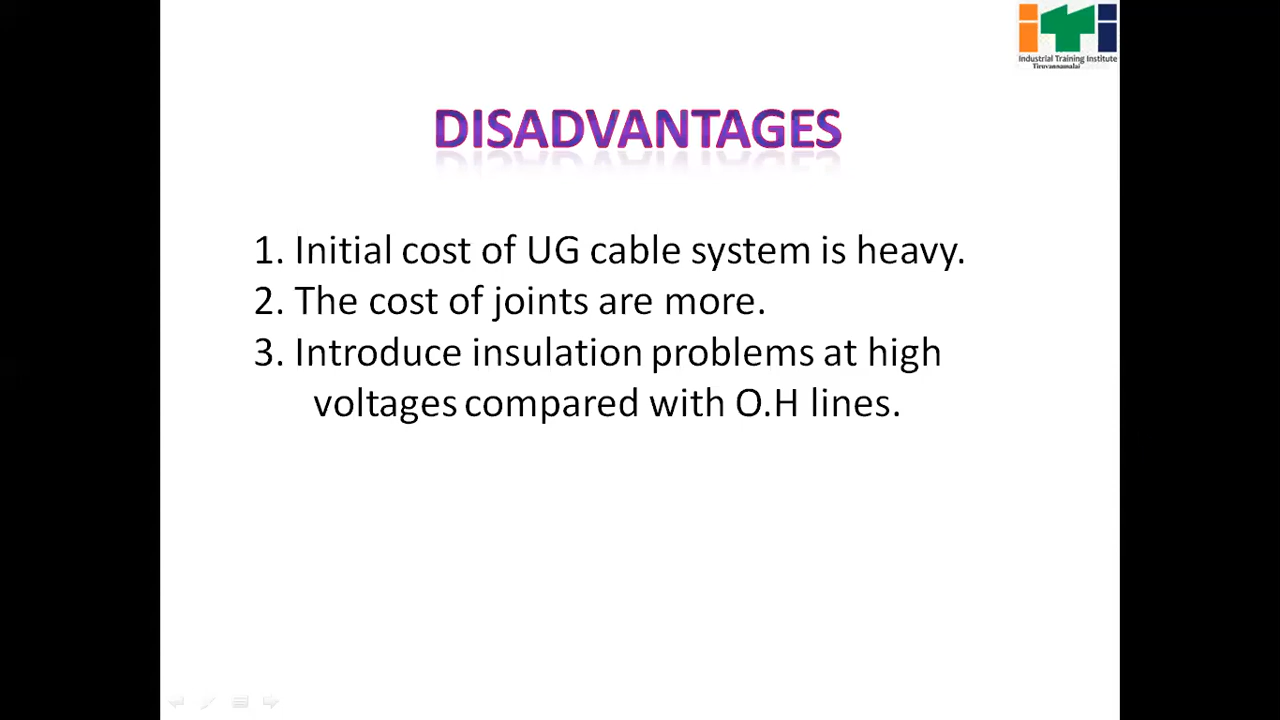 iTi
Industrial Training Institute
Tiruvannamalai
DISADVANTAGES
1. Initial cost of UG cable system is heavy.
2. The cost of joints are more.
3. Introduce insulation problems at high
voltages compared with O.H lines.